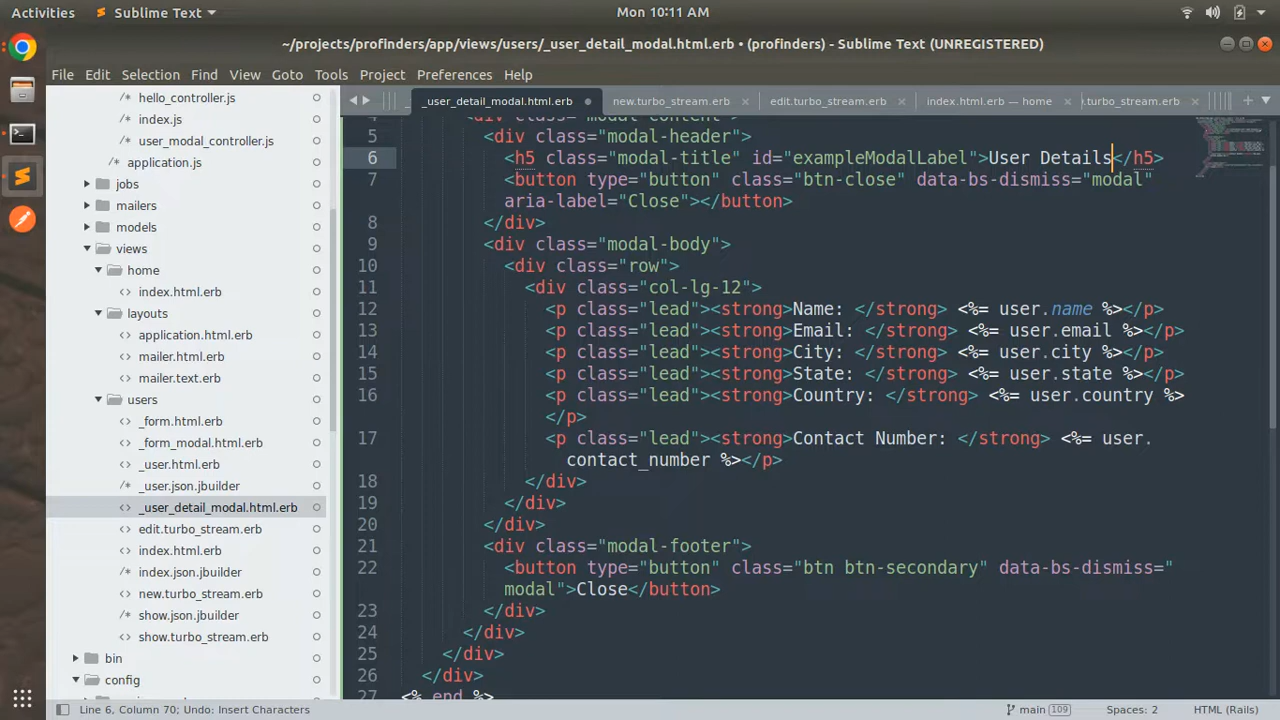 Activities
Sublime Text
Mon 10:11 AM
~/projects/profinders/app/views/users/_user_detail_modal.html.erb • (profinders) - Sublime Text (UNREGISTERED)
File Edit Selection Find View Goto Tools Project Preferences Help
_user_detail_modal.html.erb
new.turbo_stream.erb
edit.turbo_stream.erb
index.html.erb — home
.turbo_stream.erb
hello_controller.js
index.js
user_modal_controller.js
application.js
jobs
mailers
models
views
home
index.html.erb
layouts
application.html.erb
mailer.html.erb
mailer.text.erb
users
_form.html.erb
_form_modal.html.erb
_user.html.erb
_user.json.jbuilder
_user_detail_modal.html.erb
edit.turbo_stream.erb
index.html.erb
index.json.jbuilder
new.turbo_stream.erb
show.json.jbuilder
show.turbo_stream.erb
bin
config
4 <div class="modal-content">
5 <div class="modal-header">
6 <h5 class="modal-title" id="exampleModalLabel">User Details</h5>
7 <button type="button" class="btn-close" data-bs-dismiss="modal"
aria-label="Close"></button>
8 </div>
9 <div class="modal-body">
10 <div class="row">
11 <div class="col-lg-12">
12 <p class="lead"><strong>Name: </strong> <%= user.name %></p>
13 <p class="lead"><strong>Email: </strong> <%= user.email %></p>
14 <p class="lead"><strong>City: </strong> <%= user.city %></p>
15 <p class="lead"><strong>State: </strong> <%= user.state %></p>
16 <p class="lead"><strong>Country: </strong> <%= user.country %>
</p>
17 <p class="lead"><strong>Contact Number: </strong> <%= user.
contact_number %></p>
18 </div>
19 </div>
20 </div>
21 <div class="modal-footer">
22 <button type="button" class="btn btn-secondary" data-bs-dismiss="
modal">Close</button>
23 </div>
24 </div>
25 </div>
26 </div>
27 <% end %>
Line 6, Column 70; Undo: Insert Characters
main 109
Spaces: 2
HTML (Rails)